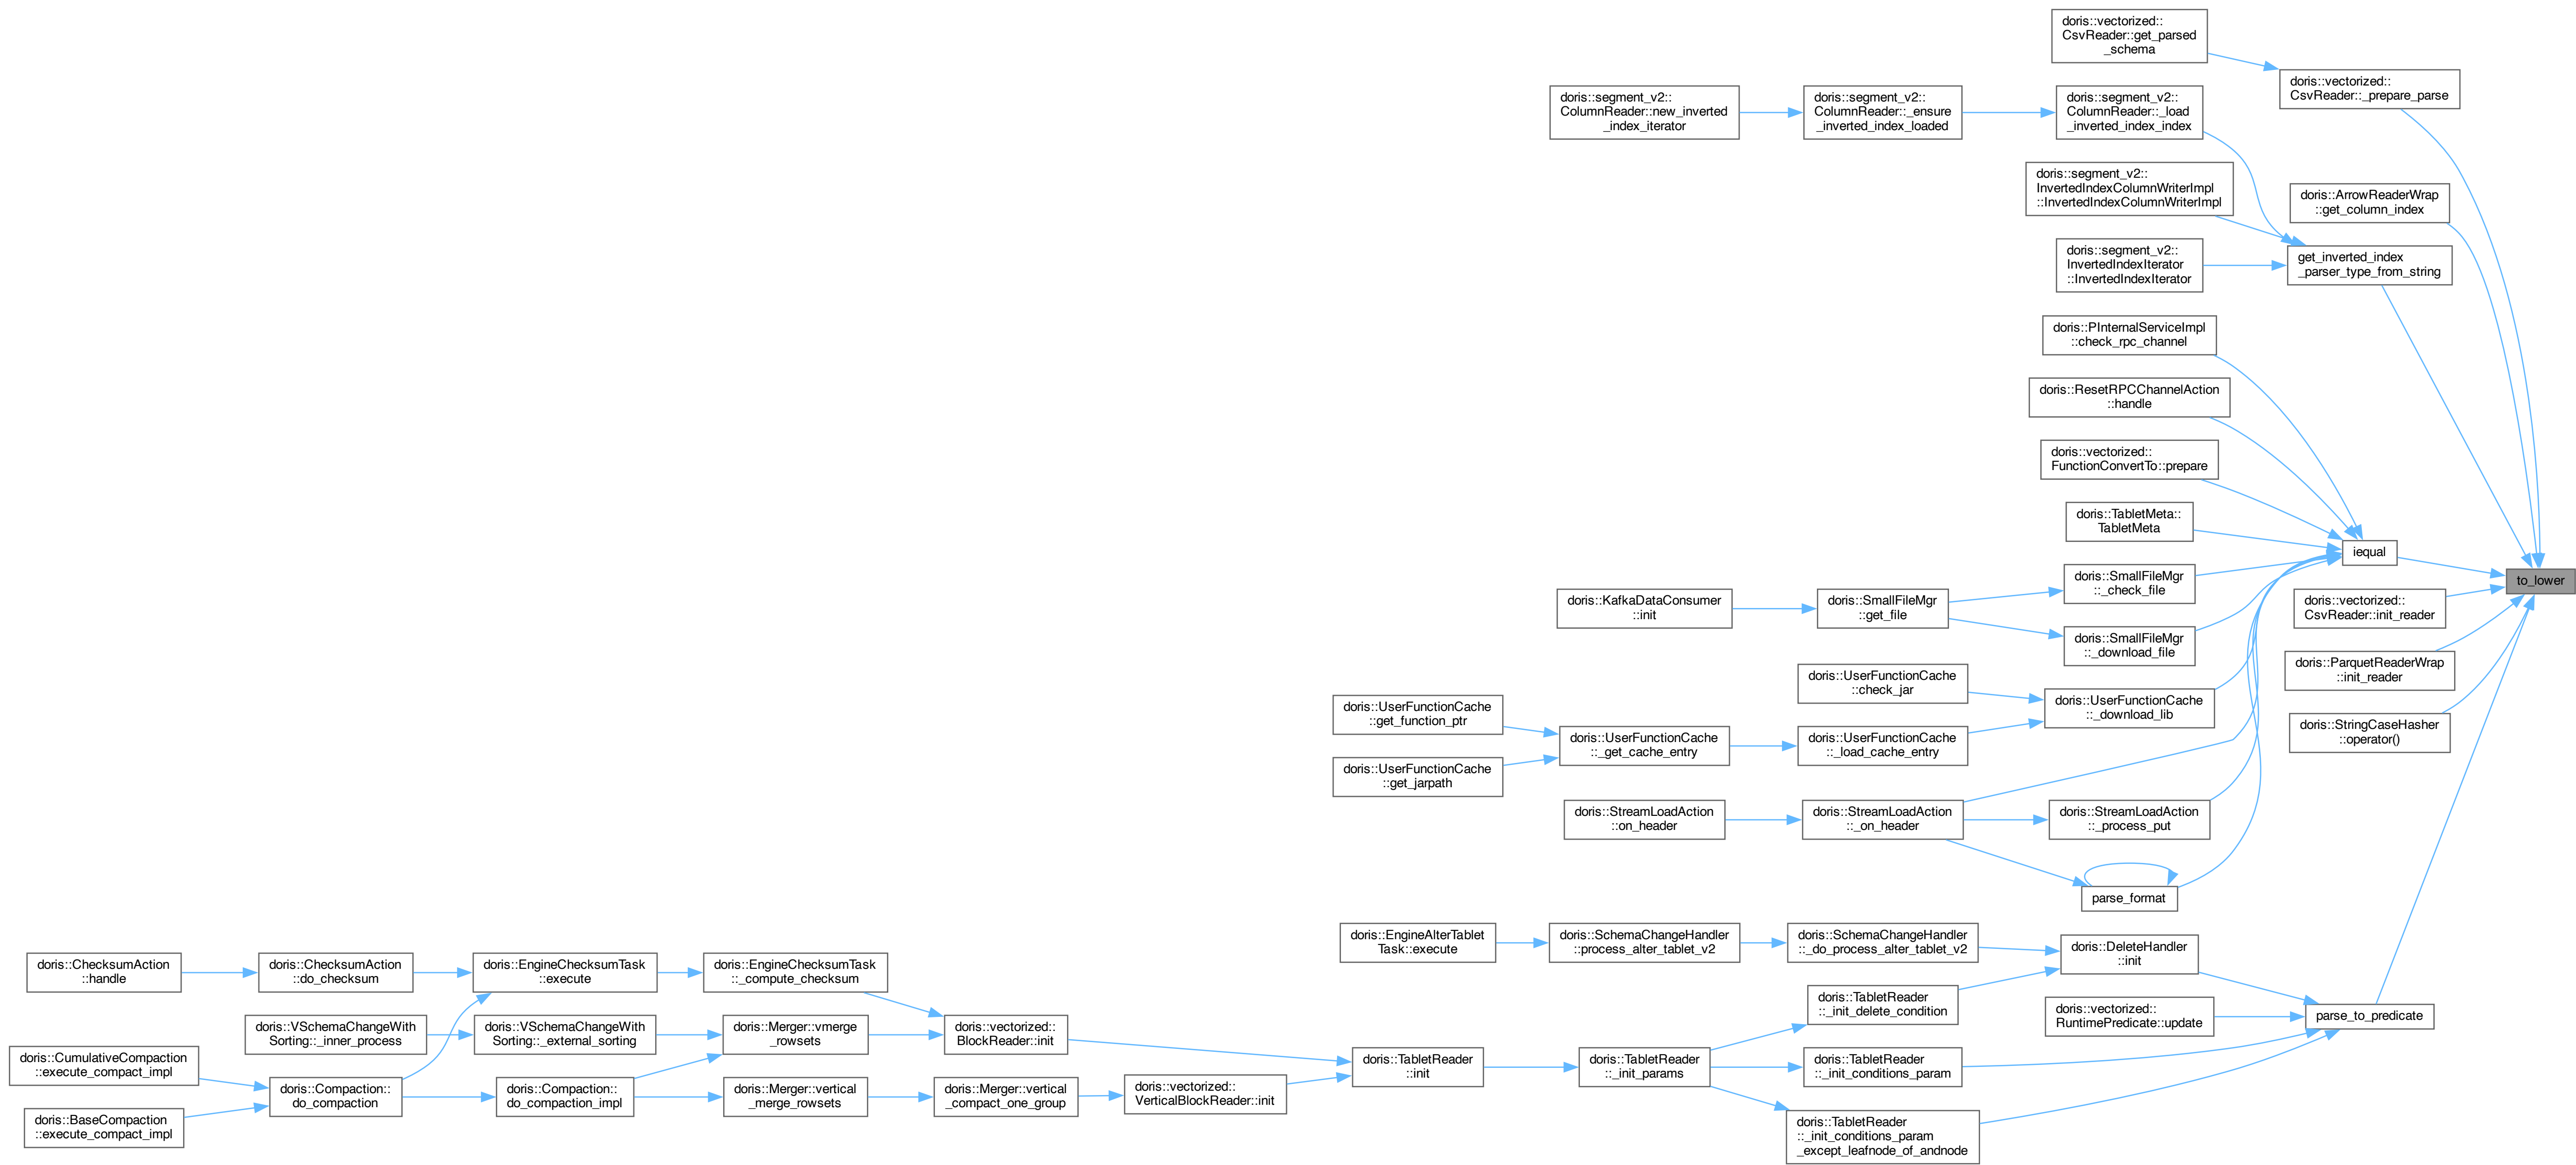 doris::vectorized::
CsvReader::get_parsed
_schema
doris::vectorized::
CsvReader::_prepare_parse
doris::segment_v2::
ColumnReader::new_inverted
_index_iterator
doris::segment_v2::
ColumnReader::_ensure
_inverted_index_loaded
doris::segment_v2::
ColumnReader::_load
_inverted_index_index
doris::segment_v2::
InvertedIndexColumnWriterImpl
::InvertedIndexColumnWriterImpl
doris::ArrowReaderWrap
::get_column_index
doris::segment_v2::
InvertedIndexIterator
::InvertedIndexIterator
get_inverted_index
_parser_type_from_string
doris::PInternalServiceImpl
::check_rpc_channel
doris::ResetRPCChannelAction
::handle
doris::vectorized::
FunctionConvertTo::prepare
doris::TabletMeta::
TabletMeta
iequal
to_lower
doris::SmallFileMgr
::_check_file
doris::KafkaDataConsumer
::init
doris::SmallFileMgr
::get_file
doris::vectorized::
CsvReader::init_reader
doris::SmallFileMgr
::_download_file
doris::ParquetReaderWrap
::init_reader
doris::UserFunctionCache
::check_jar
doris::UserFunctionCache
::get_function_ptr
doris::UserFunctionCache
::_download_lib
doris::StringCaseHasher
::operator()
doris::UserFunctionCache
::_get_cache_entry
doris::UserFunctionCache
::_load_cache_entry
doris::UserFunctionCache
::get_jarpath
doris::StreamLoadAction
::on_header
doris::StreamLoadAction
::_on_header
doris::StreamLoadAction
::_process_put
parse_format
doris::EngineAlterTablet
Task::execute
doris::SchemaChangeHandler
::process_alter_tablet_v2
doris::SchemaChangeHandler
::_do_process_alter_tablet_v2
doris::DeleteHandler
::init
doris::ChecksumAction
::handle
doris::ChecksumAction
::do_checksum
doris::EngineChecksumTask
::execute
doris::EngineChecksumTask
::_compute_checksum
doris::TabletReader
::_init_delete_condition
doris::vectorized::
RuntimePredicate::update
parse_to_predicate
doris::VSchemaChangeWith
Sorting::_inner_process
doris::VSchemaChangeWith
Sorting::_external_sorting
doris::Merger::vmerge
_rowsets
doris::vectorized::
BlockReader::init
doris::CumulativeCompaction
::execute_compact_impl
doris::TabletReader
::init
doris::TabletReader
::_init_params
doris::TabletReader
::_init_conditions_param
doris::Compaction::
do_compaction
doris::Compaction::
do_compaction_impl
doris::Merger::vertical
_merge_rowsets
doris::Merger::vertical
_compact_one_group
doris::vectorized::
VerticalBlockReader::init
doris::BaseCompaction
::execute_compact_impl
doris::TabletReader
::_init_conditions_param
_except_leafnode_of_andnode